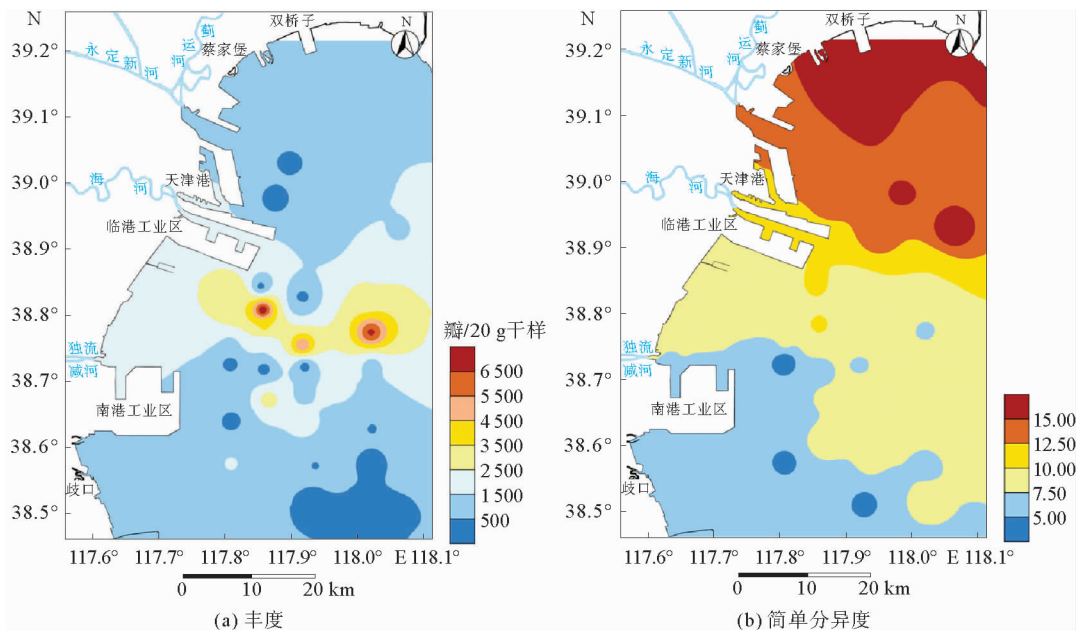 N
39.2°
39.1°
39.0°
38.9°
38.8°
38.7°
38.6°
38.5°
双桥子
N
蔡家堡
蓟
运
河
永
定
新
河
海
河
天津港
临港工业区
独流
减河
南港工业区
歧口
117.6°
117.7°
117.8°
117.9°
118.0°
E 118.1°
0
10
20 km
瓣/20 g干样
6 500
5 500
4 500
3 500
2 500
1 500
500
(a) 丰度
N
39.2°
39.1°
39.0°
38.9°
38.8°
38.7°
38.6°
38.5°
双桥子
N
蔡家堡
蓟
运
河
永
定
新
河
海
河
天津港
临港工业区
独流
减河
南港工业区
歧口
117.6°
117.7°
117.8°
117.9°
118.0°
E 118.1°
0
10
20 km
15.00
12.50
10.00
7.50
5.00
(b) 简单分异度